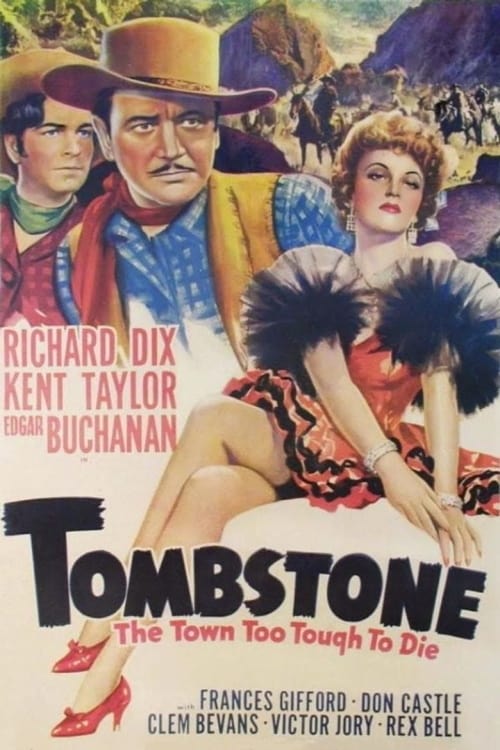 RICHARD DIX
KENT TAYLOR
EDGAR BUCHANAN
IN
TOMBSTONE
The Town Too Tough To Die
with FRANCES GIFFORD · DON CASTLE
CLEM BEVANS · VICTOR JORY · REX BELL